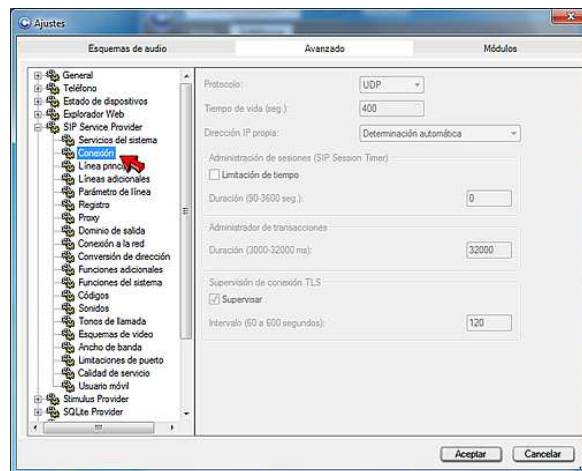 Ajustes
Esquemas de audio
Avanzado
Módulos
General
Teléfono
Estado de dispositivos
Explorador Web
SIP Service Provider
Servicios del sistema
Conexión
Línea
Líneas adicionales
Parámetro de línea
Registro
Proxy
Dominio de salida
Conexión a la red
Conversión de dirección
Funciones adicionales
Funciones del sistema
Códigos
Sonidos
Tonos de llamada
Esquemas de video
Ancho de banda
Limitaciones de puerto
Calidad de servicio
Usuario móvil
Stimulus Provider
SQLite Provider
Protocolo: UDP
Tiempo de vida (seg.): 400
Dirección IP propia: Determinación automática
Administración de sesiones (SIP Session Timer)
Limitación de tiempo
Duración (90-3600 seg.): 0
Administrador de transacciones
Duración (3000-32000 ms): 32000
Supervisión de conexión TLS
Supervisar
Intervalo (60 a 600 segundos): 120
Aceptar
Cancelar